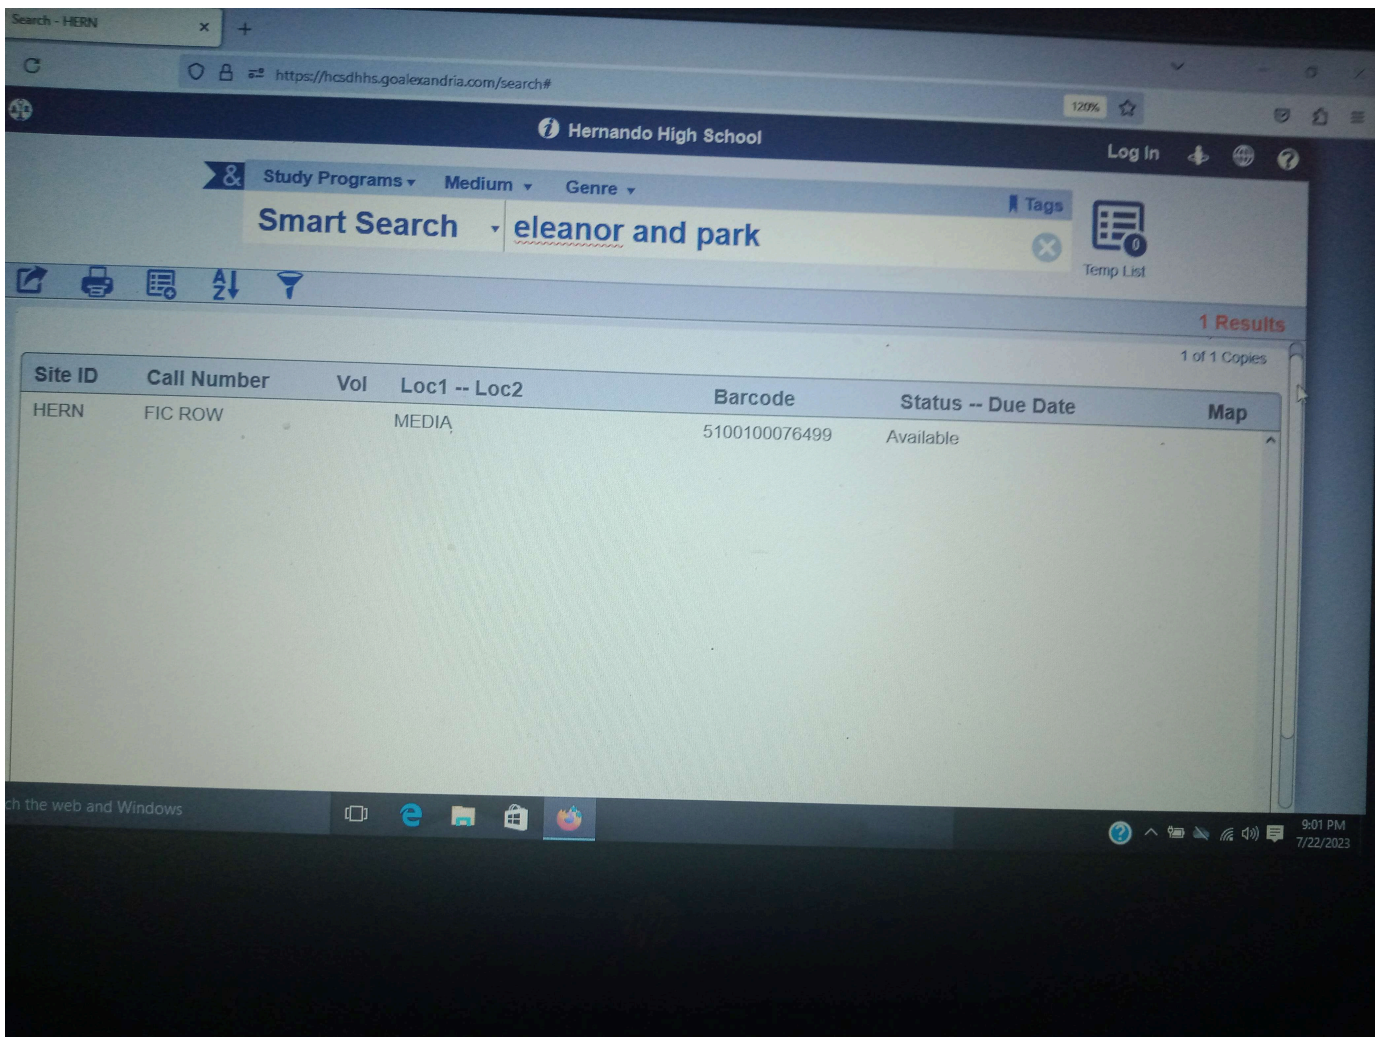 Search - HERN
https://hcsdhhs.goalexandria.com/search#
120%
Hernando High School
Log In
& Study Programs Medium Genre
Tags
Smart Search eleanor and park
0
Temp List
A
Z
1 Results
1 of 1 Copies
Site ID Call Number Vol Loc1 -- Loc2 Barcode Status -- Due Date Map
HERN FIC ROW MEDIA 5100100076499 Available
ch the web and Windows
9:01 PM
7/22/2023